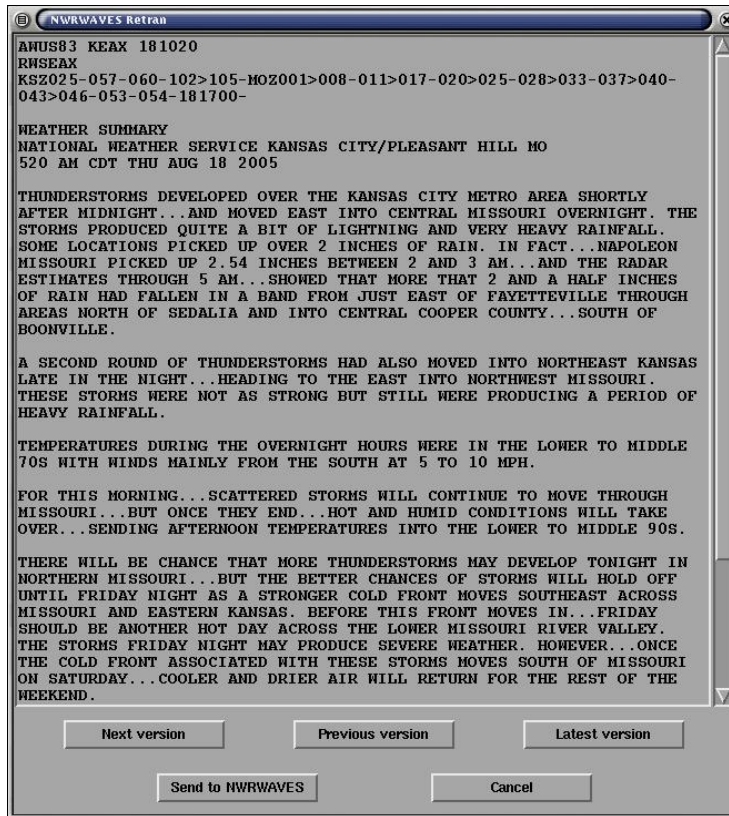 NWRWAVES Retran
AWUS83 KEAX 181020
RWSEAX
KSZ025-057-060-102>105-MOZ001>008-011>017-020>025-028>033-037>040-
043>046-053-054-181700-
WEATHER SUMMARY
NATIONAL WEATHER SERVICE KANSAS CITY/PLEASANT HILL MO
520 AM CDT THU AUG 18 2005
THUNDERSTORMS DEVELOPED OVER THE KANSAS CITY METRO AREA SHORTLY
AFTER MIDNIGHT...AND MOVED EAST INTO CENTRAL MISSOURI OVERNIGHT. THE
STORMS PRODUCED QUITE A BIT OF LIGHTNING AND VERY HEAVY RAINFALL.
SOME LOCATIONS PICKED UP OVER 2 INCHES OF RAIN. IN FACT...NAPOLEON
MISSOURI PICKED UP 2.54 INCHES BETWEEN 2 AND 3 AM...AND THE RADAR
ESTIMATES THROUGH 5 AM...SHOWED THAT MORE THAT 2 AND A HALF INCHES
OF RAIN HAD FALLEN IN A BAND FROM JUST EAST OF FAYETTEVILLE THROUGH
AREAS NORTH OF SEDALIA AND INTO CENTRAL COOPER COUNTY...SOUTH OF
BOONVILLE.
A SECOND ROUND OF THUNDERSTORMS HAD ALSO MOVED INTO NORTHEAST KANSAS
LATE IN THE NIGHT...HEADING TO THE EAST INTO NORTHWEST MISSOURI.
THESE STORMS WERE NOT AS STRONG BUT STILL WERE PRODUCING A PERIOD OF
HEAVY RAINFALL.
TEMPERATURES DURING THE OVERNIGHT HOURS WERE IN THE LOWER TO MIDDLE
70S WITH WINDS MAINLY FROM THE SOUTH AT 5 TO 10 MPH.
FOR THIS MORNING...SCATTERED STORMS WILL CONTINUE TO MOVE THROUGH
MISSOURI...BUT ONCE THEY END...HOT AND HUMID CONDITIONS WILL TAKE
OVER...SENDING AFTERNOON TEMPERATURES INTO THE LOWER TO MIDDLE 90S.
THERE WILL BE CHANCE THAT MORE THUNDERSTORMS MAY DEVELOP TONIGHT IN
NORTHERN MISSOURI...BUT THE BETTER CHANCES OF STORMS WILL HOLD OFF
UNTIL FRIDAY NIGHT AS A STRONGER COLD FRONT MOVES SOUTHEAST ACROSS
MISSOURI AND EASTERN KANSAS. BEFORE THIS FRONT MOVES IN...FRIDAY
SHOULD BE ANOTHER HOT DAY ACROSS THE LOWER MISSOURI RIVER VALLEY.
THE STORMS FRIDAY NIGHT MAY PRODUCE SEVERE WEATHER. HOWEVER...ONCE
THE COLD FRONT ASSOCIATED WITH THESE STORMS MOVES SOUTH OF MISSOURI
ON SATURDAY...COOLER AND DRIER AIR WILL RETURN FOR THE REST OF THE
WEEKEND.
Next version
Previous version
Latest version
Send to NWRWAVES
Cancel